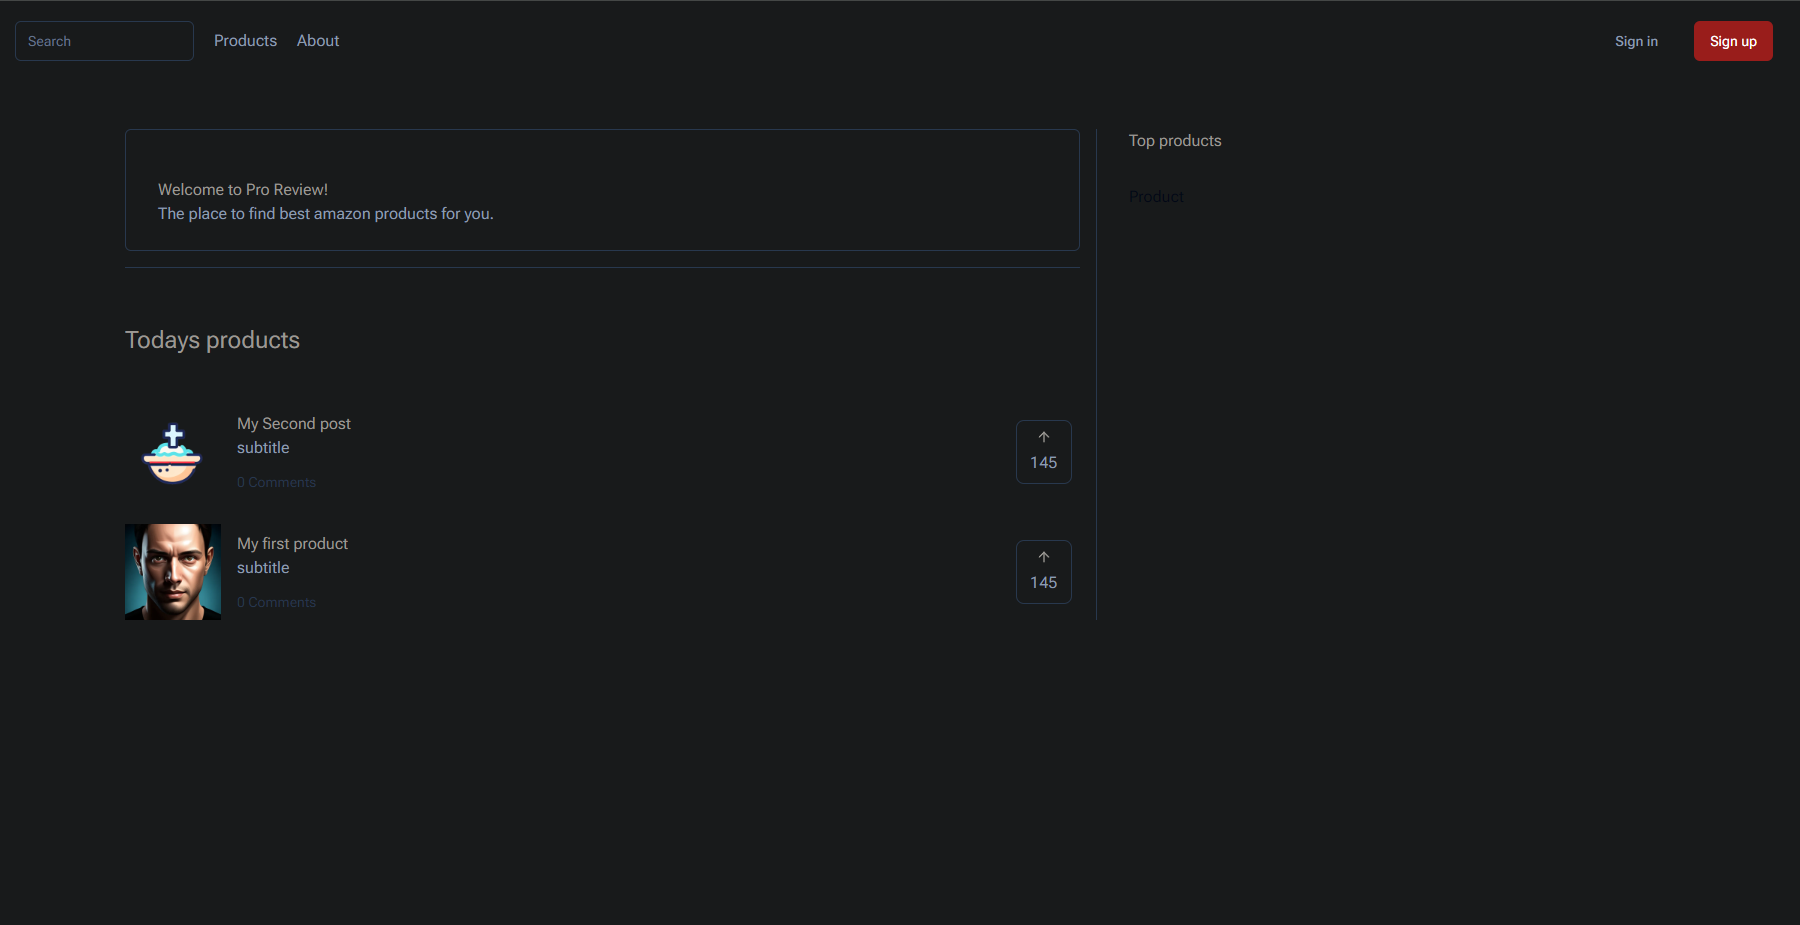 Search
Products
About
Sign in
Sign up
Welcome to Pro Review!
The place to find best amazon products for you.
Top products
Product
Todays products
My Second post
subtitle
0 Comments
145
My first product
subtitle
0 Comments
145